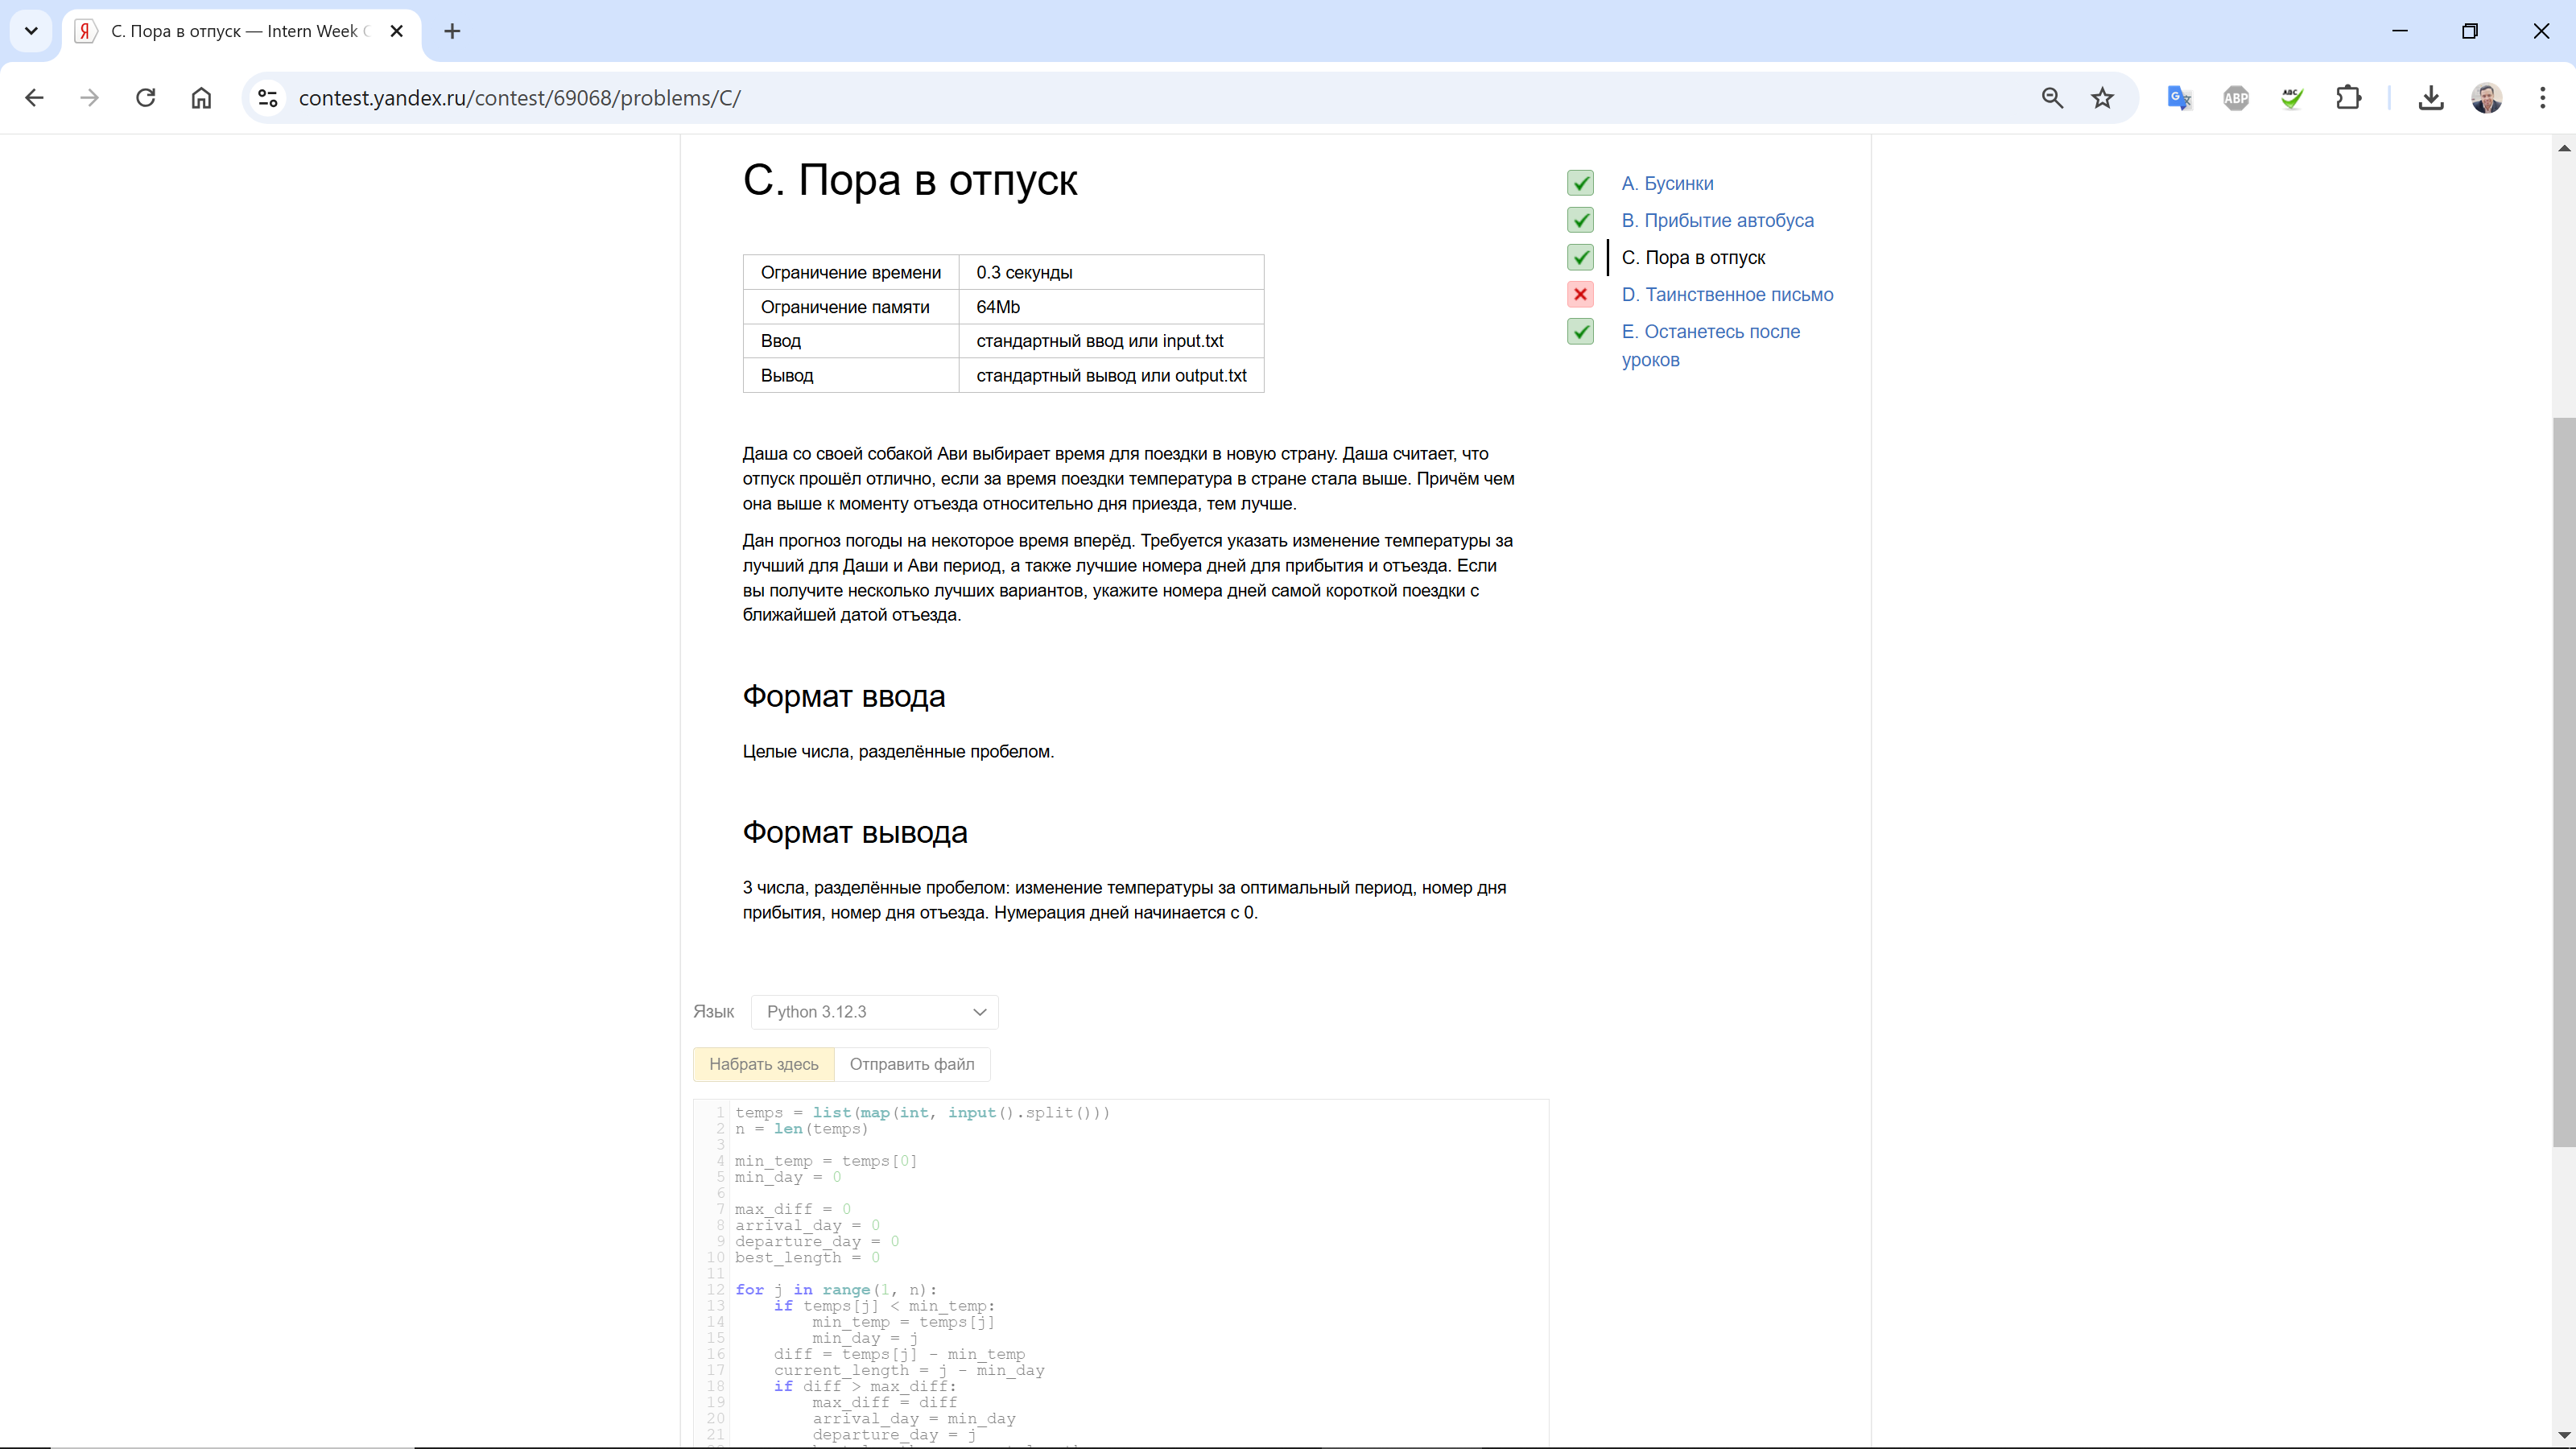 С. Пора в отпуск — Intern Week
contest.yandex.ru/contest/69068/problems/C/
ABP
ABC
C. Пора в отпуск
Ограничение времени 0.3 секунды
Ограничение памяти 64Mb
Ввод стандартный ввод или input.txt
Вывод стандартный вывод или output.txt
Даша со своей собакой Ави выбирает время для поездки в новую страну. Даша считает, что
отпуск прошёл отлично, если за время поездки температура в стране стала выше. Причём чем
она выше к моменту отъезда относительно дня приезда, тем лучше.
Дан прогноз погоды на некоторое время вперёд. Требуется указать изменение температуры за
лучший для Даши и Ави период, а также лучшие номера дней для прибытия и отъезда. Если
вы получите несколько лучших вариантов, укажите номера дней самой короткой поездки с
ближайшей датой отъезда.
Формат ввода
Целые числа, разделённые пробелом.
Формат вывода
3 числа, разделённые пробелом: изменение температуры за оптимальный период, номер дня
прибытия, номер дня отъезда. Нумерация дней начинается с 0.
A. Бусинки
B. Прибытие автобуса
C. Пора в отпуск
D. Таинственное письмо
E. Останетесь после
уроков
Язык Python 3.12.3
Набрать здесь Отправить файл
1 temps = list(map(int, input().split()))
2 n = len(temps)
3
4 min_temp = temps[0]
5 min_day = 0
6
7 max_diff = 0
8 arrival_day = 0
9 departure_day = 0
10 best_length = 0
11
12 for j in range(1, n):
13     if temps[j] < min_temp:
14         min_temp = temps[j]
15         min_day = j
16     diff = temps[j] - min_temp
17     current_length = j - min_day
18     if diff > max_diff:
19         max_diff = diff
20         arrival_day = min_day
21         departure_day = j